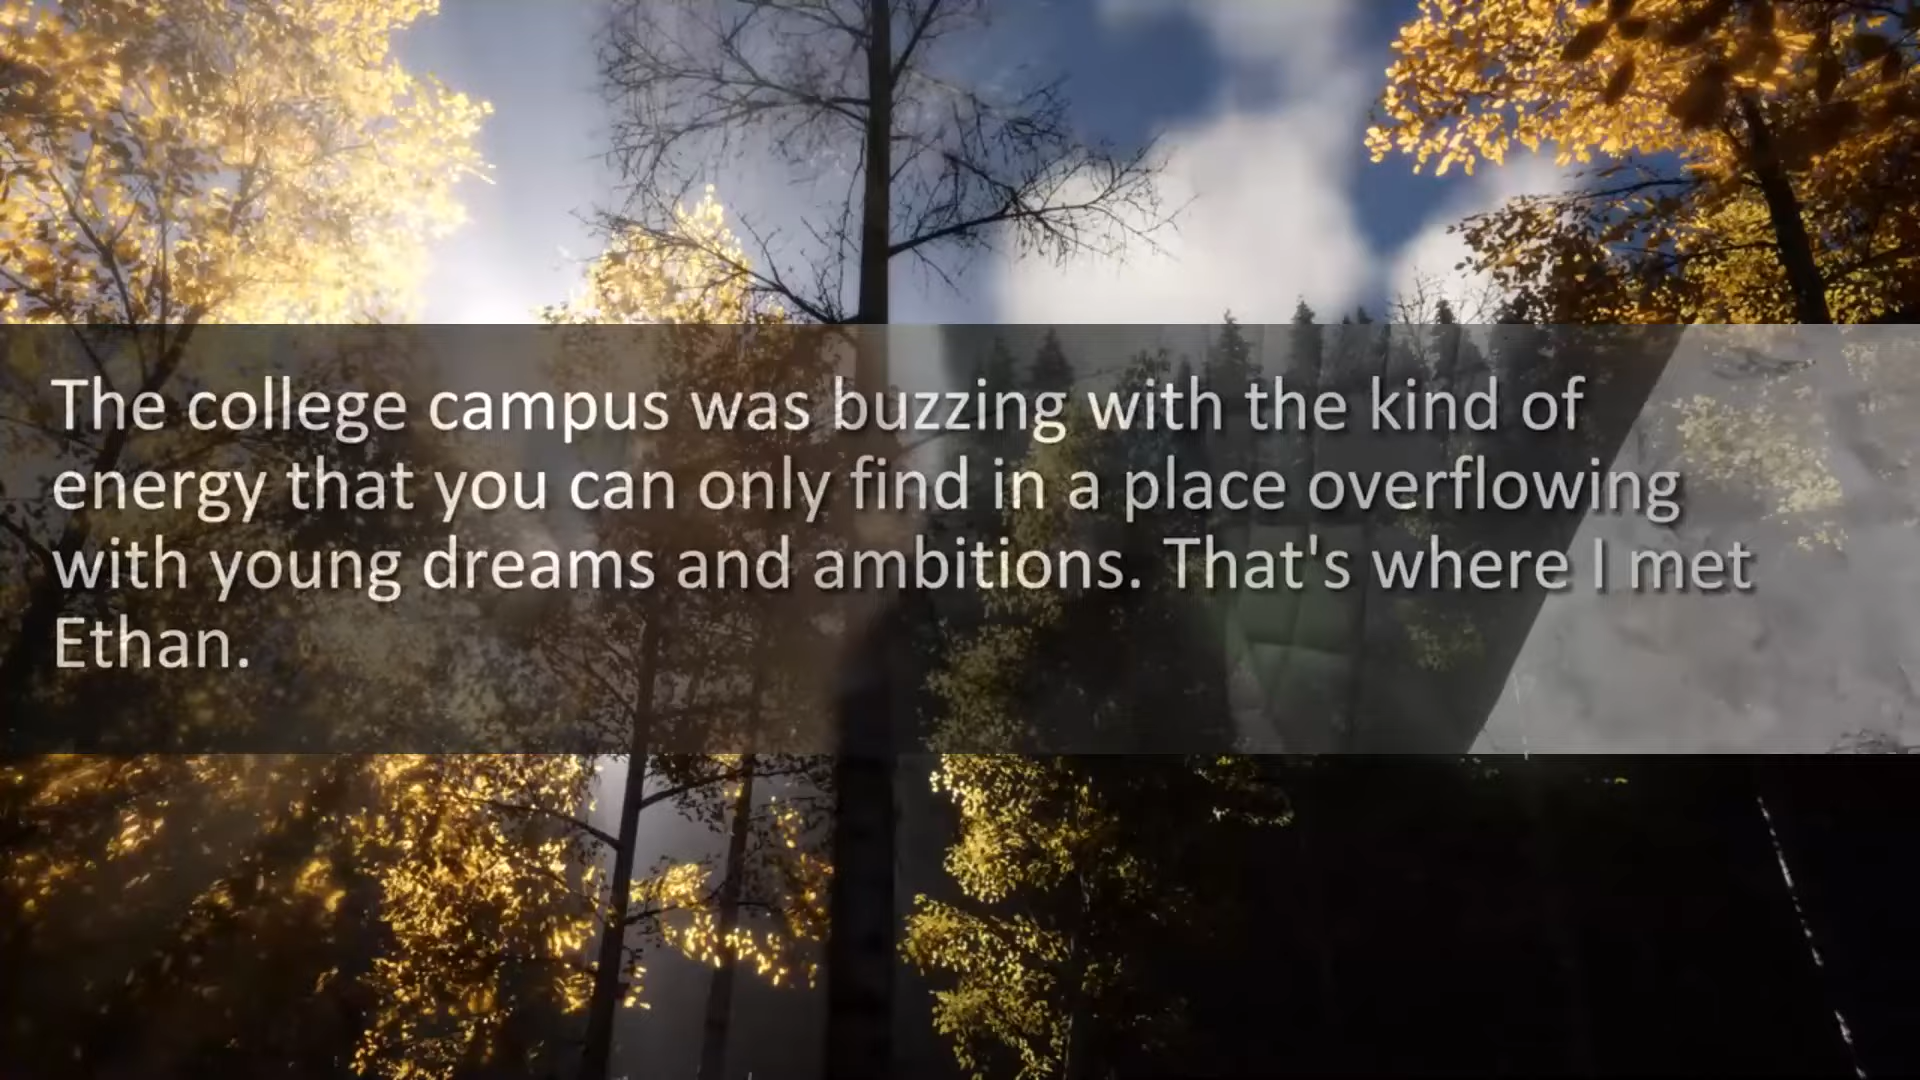 The college campus was buzzing with the kind of
energy that you can only find in a place overflowing
with young dreams and ambitions. That's where I met
Ethan.